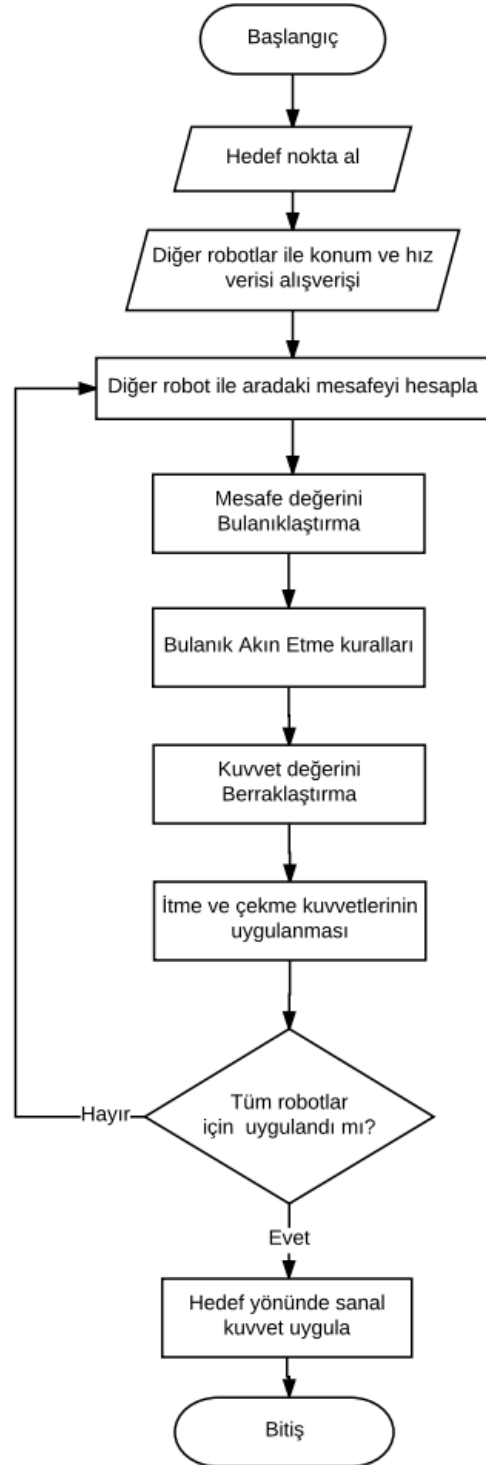 Başlangıç
Hedef nokta al
Diğer robotlar ile konum ve hız
verisi alışverişi
Diğer robot ile aradaki mesafeyi hesapla
Mesafe değerini
Bulanıklaştırma
Bulanık Akın Etme kuralları
Kuvvet değerini
Berraklaştırma
İtme ve çekme kuvvetlerinin
uygulanması
Tüm robotlar
için uygulandı mı?
Hayır
Evet
Hedef yönünde sanal
kuvvet uygula
Bitiş